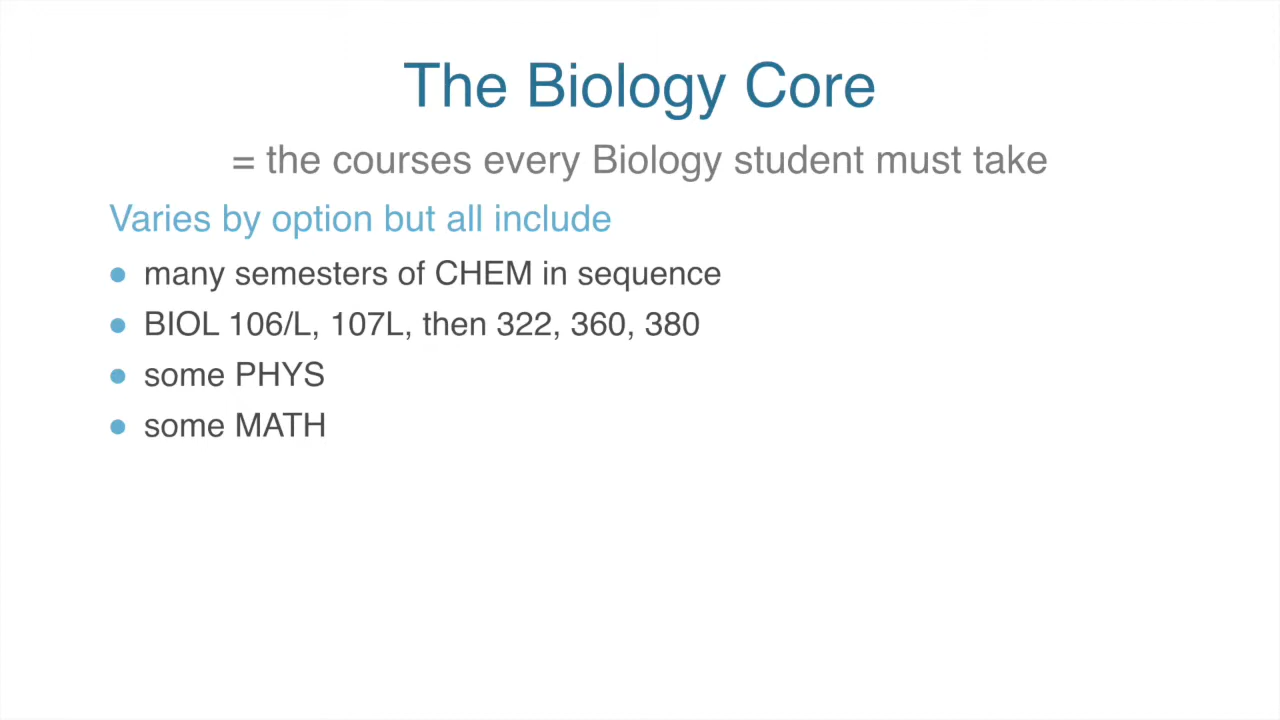 The Biology Core
= the courses every Biology student must take
Varies by option but all include
• many semesters of CHEM in sequence
• BIOL 106/L, 107L, then 322, 360, 380
• some PHYS
• some MATH